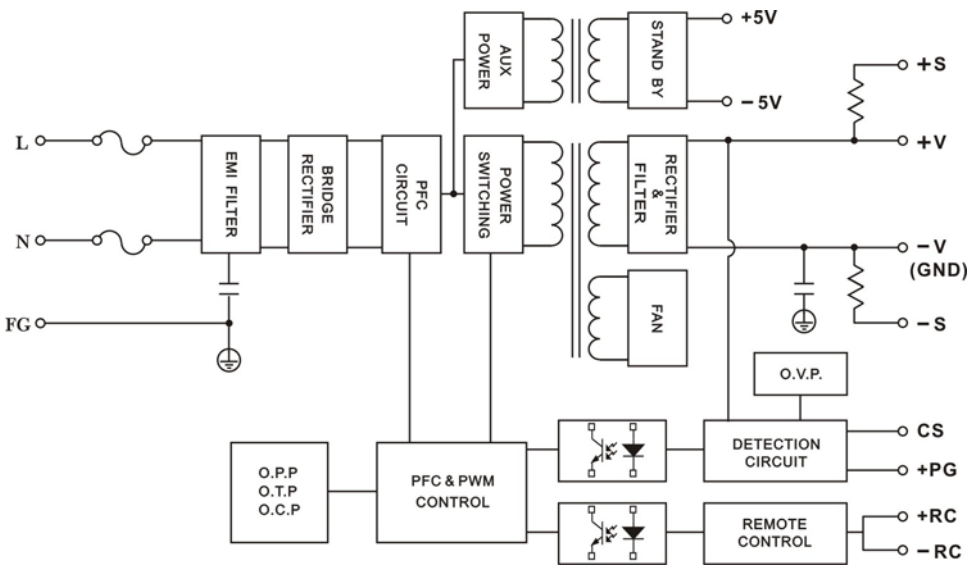 AUX
POWER
STAND BY
+5V
−5V
+S
L
EMI FILTER
BRIDGE
RECTIFIER
PFC
CIRCUIT
POWER
SWITCHING
RECTIFIER
&
FILTER
+V
N
−V
(GND)
FG
FAN
−S
O.V.P.
O.P.P
O.T.P
O.C.P
PFC & PWM
CONTROL
DETECTION
CIRCUIT
CS
+PG
REMOTE
CONTROL
+RC
−RC